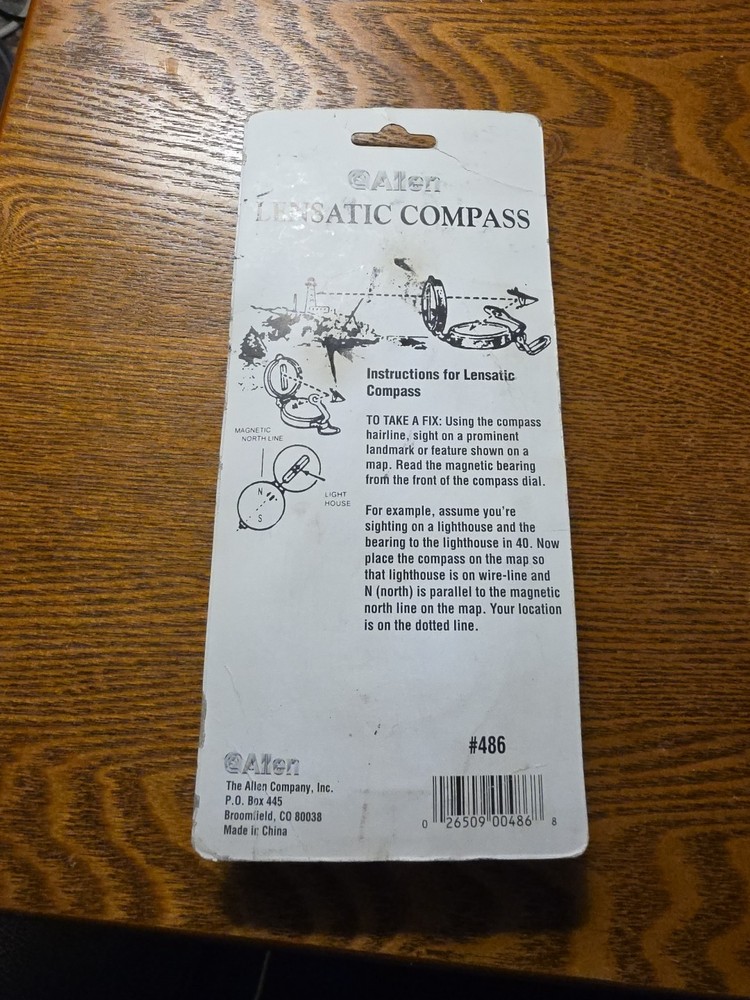 Allen
LENSATIC COMPASS
Instructions for Lensatic
Compass
TO TAKE A FIX: Using the compass
hairline, sight on a prominent
landmark or feature shown on a
map. Read the magnetic bearing
from the front of the compass dial.
For example, assume you're
sighting on a lighthouse and the
bearing to the lighthouse in 40. Now
place the compass on the map so
that lighthouse is on wire-line and
N (north) is parallel to the magnetic
north line on the map. Your location
is on the dotted line.
MAGNETIC
NORTH LINE
N
S
LIGHT
HOUSE
#486
Allen
The Allen Company, Inc.
P.O. Box 445
Broomfield, CO 80038
Made in China
0 26509 00486 8